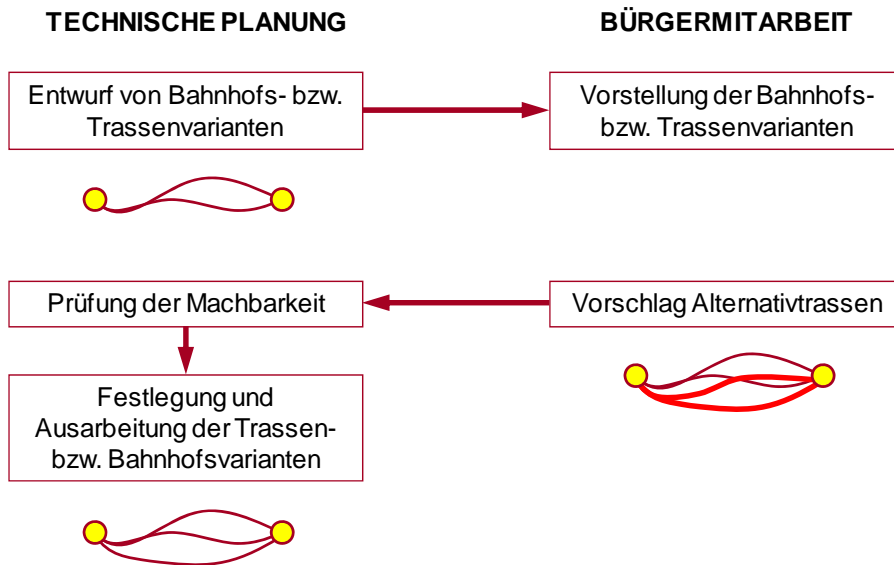 TECHNISCHE PLANUNG
BÜRGERMITARBEIT
Entwurf von Bahnhofs- bzw.
Trassenvarianten
Vorstellung der Bahnhofs-
bzw. Trassenvarianten
Prüfung der Machbarkeit
Vorschlag Alternativtrassen
Festlegung und
Ausarbeitung der Trassen-
bzw. Bahnhofsvarianten